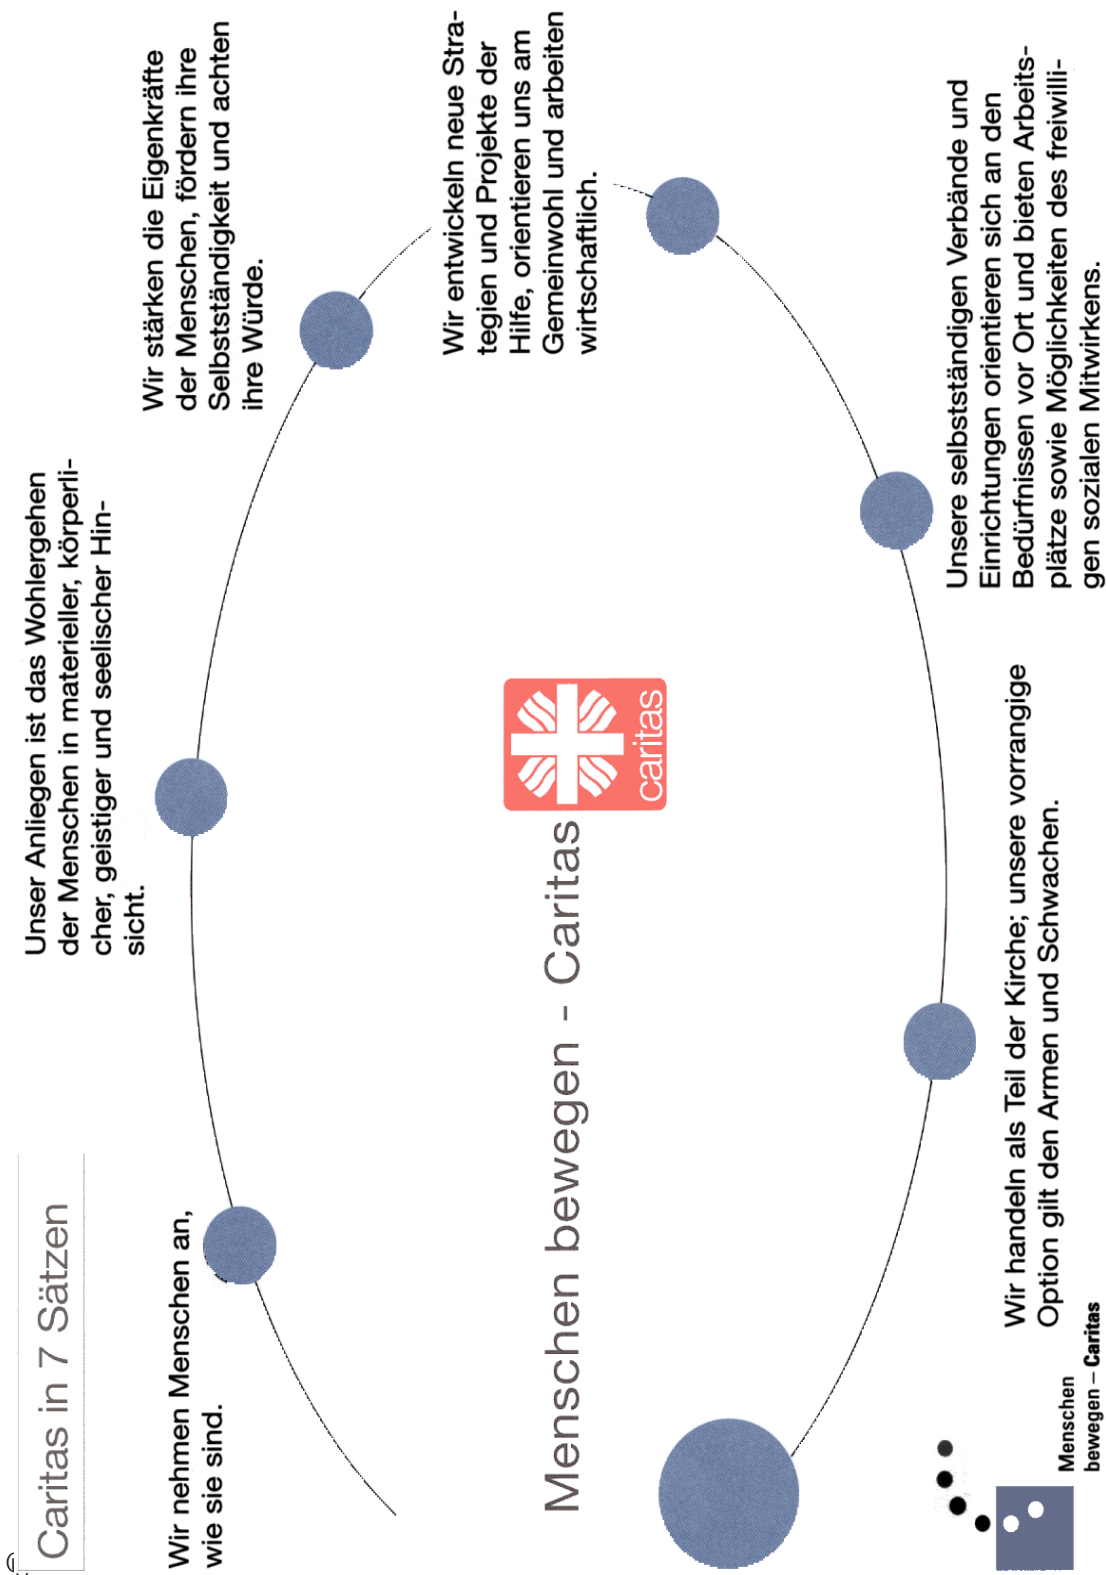 Caritas in 7 Sätzen
Wir nehmen Menschen an,
wie sie sind.
Unser Anliegen ist das Wohlergehen
der Menschen in materieller, körperli-
cher, geistiger und seelischer Hin-
sicht.
Wir stärken die Eigenkräfte
der Menschen, fördern ihre
Selbstständigkeit und achten
ihre Würde.
Wir entwickeln neue Stra-
tegien und Projekte der
Hilfe, orientieren uns am
Gemeinwohl und arbeiten
wirtschaftlich.
Menschen bewegen - Caritas
caritas
Unsere selbstständigen Verbände und
Einrichtungen orientieren sich an den
Bedürfnissen vor Ort und bieten Arbeits-
plätze sowie Möglichkeiten des freiwilli-
gen sozialen Mitwirkens.
Wir handeln als Teil der Kirche; unsere vorrangige
Option gilt den Armen und Schwachen.
Menschen
bewegen – Caritas